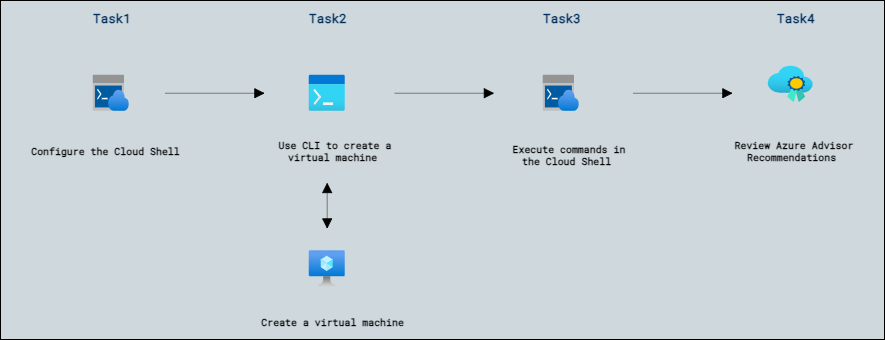 Task1
Task2
Task3
Task4
Configure the Cloud Shell
Use CLI to create a
virtual machine
Execute commands in
the Cloud Shell
Review Azure Advisor
Recommendations
Create a virtual machine